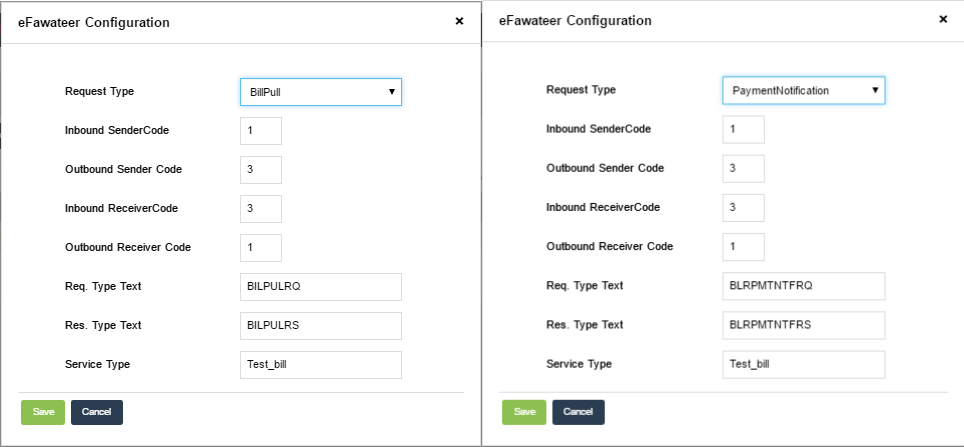 eFawateer Configuration ×
Request Type BillPull ▼
Inbound SenderCode 1
Outbound Sender Code 3
Inbound ReceiverCode 3
Outbound Receiver Code 1
Req. Type Text BILPULRQ
Res. Type Text BILPULRS
Service Type Test_bill
Save Cancel
eFawateer Configuration ×
Request Type PaymentNotification ▼
Inbound SenderCode 1
Outbound Sender Code 3
Inbound ReceiverCode 3
Outbound Receiver Code 1
Req. Type Text BLRPMTNTFRQ
Res. Type Text BLRPMTNTFRS
Service Type Test_bill
Save Cancel